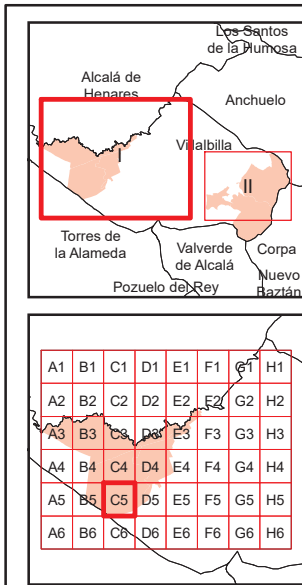 Los Santos
de la Humosa
Alcalá de
Henares
Anchuelo
Villalbilla
I
II
Torres de
la Alameda
Valverde
de Alcalá
Corpa
Nuevo
Baztán
Pozuelo del Rey
A1 B1 C1 D1 E1 F1 G1 H1
A2 B2 C2 D2 E2 F2 G2 H2
A3 B3 C3 D3 E3 F3 G3 H3
A4 B4 C4 D4 E4 F4 G4 H4
A5 B5 C5 D5 E5 F5 G5 H5
A6 B6 C6 D6 E6 F6 G6 H6